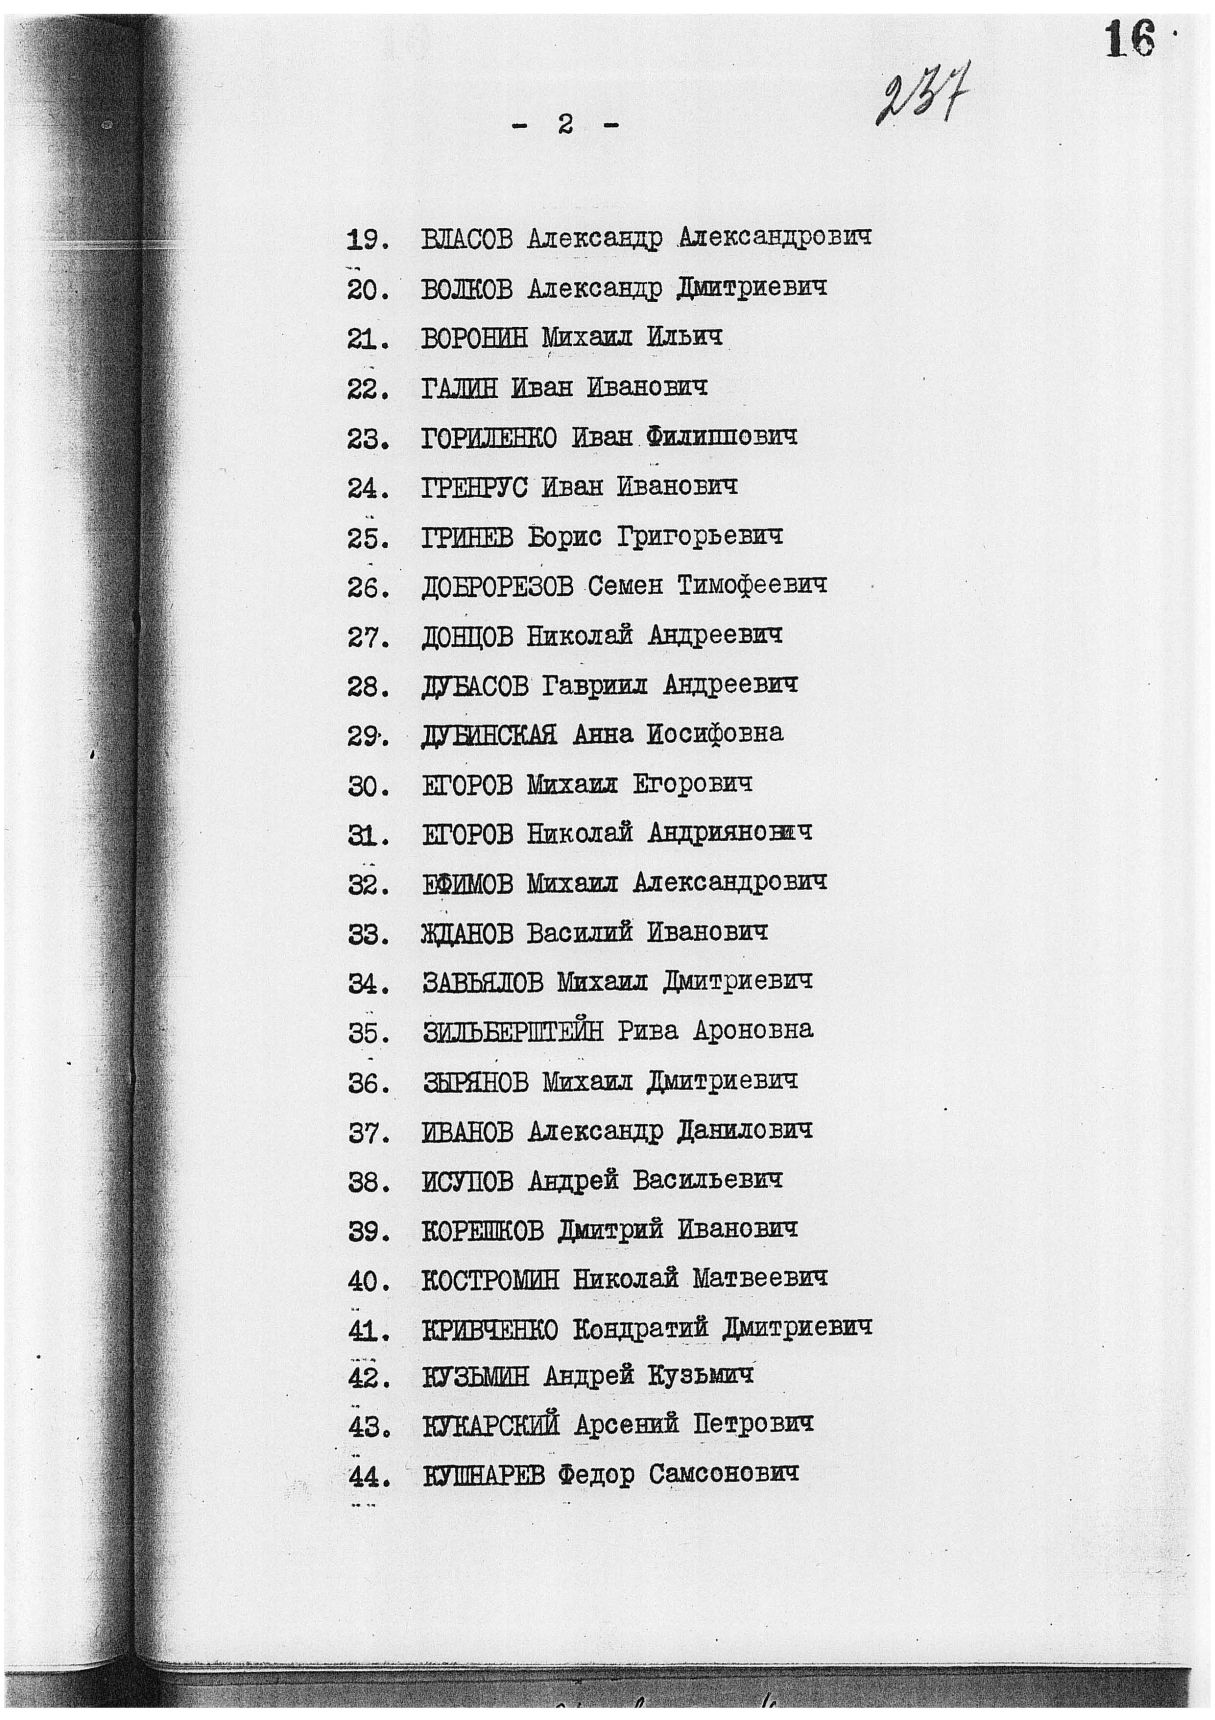 16
237
- 2 -
19. ВЛАСОВ Александр Александрович
20. ВОЛКОВ Александр Дмитриевич
21. ВОРОНИН Михаил Ильич
22. ГАЛИН Иван Иванович
23. ГОРИЛЕНКО Иван Филиппович
24. ГРЕНРУС Иван Иванович
25. ГРИНЕВ Борис Григорьевич
26. ДОБРОРЕЗОВ Семен Тимофеевич
27. ДОНЦОВ Николай Андреевич
28. ДУБАСОВ Гавриил Андреевич
29. ДУБИНСКАЯ Анна Иосифовна
30. ЕГОРОВ Михаил Егорович
31. ЕГОРОВ Николай Андриянович
32. ЕФИМОВ Михаил Александрович
33. ЖДАНОВ Василий Иванович
34. ЗАВЬЯЛОВ Михаил Дмитриевич
35. ЗИЛЬБЕРШТЕЙН Рива Ароновна
36. ЗЫРЯНОВ Михаил Дмитриевич
37. ИВАНОВ Александр Данилович
38. ИСУПОВ Андрей Васильевич
39. КОРЕШКОВ Дмитрий Иванович
40. КОСТРОМИН Николай Матвеевич
41. КРИВЧЕНКО Кондратий Дмитриевич
42. КУЗЬМИН Андрей Кузьмич
43. КУКАРСКИЙ Арсений Петрович
44. КУШНАРЕВ Федор Самсонович